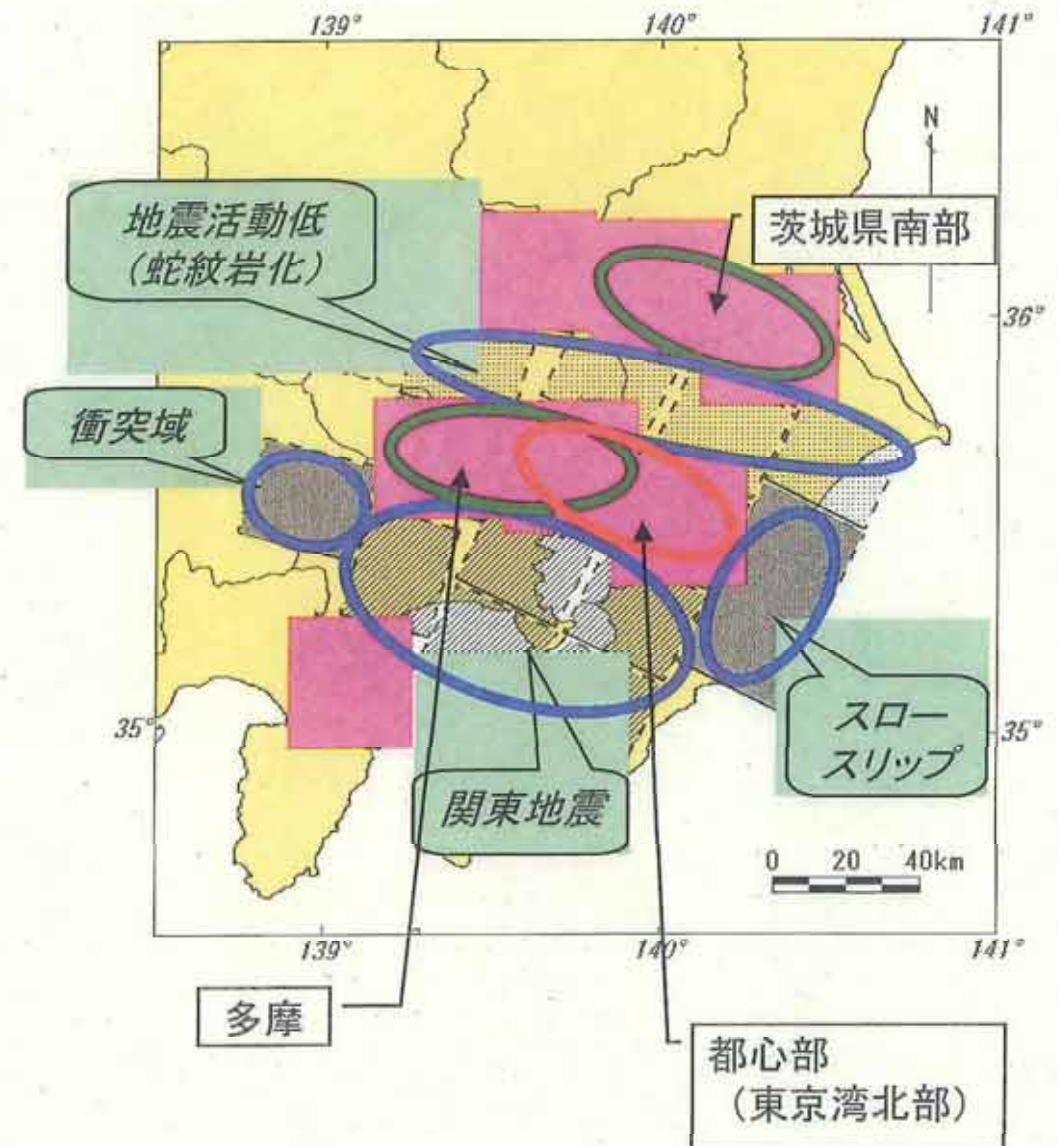 139°
140°
141°
N
茨城県南部
地震活動低
(蛇紋岩化)
36°
衝突域
35°
35°
スロー
スリップ
関東地震
0 20 40km
139°
140°
141°
多摩
都心部
(東京湾北部)